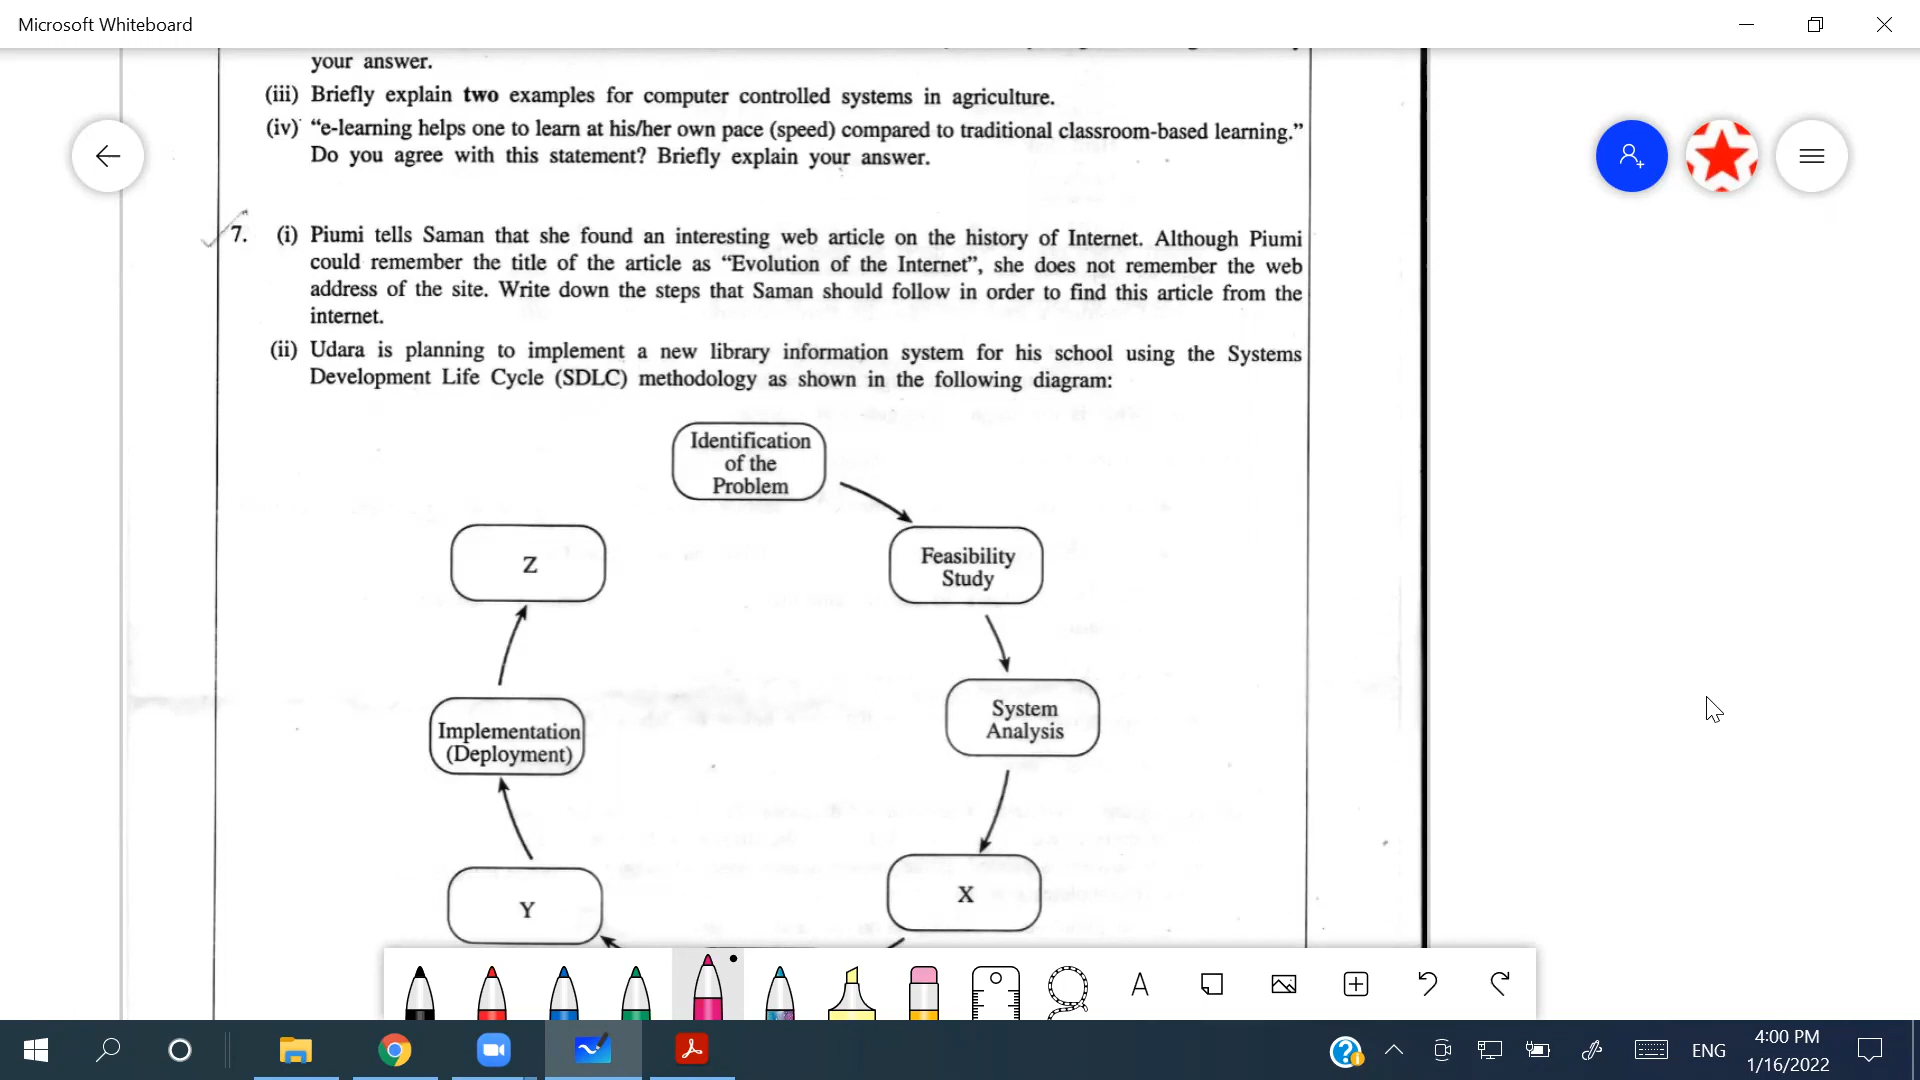 Microsoft Whiteboard
your answer.
(iii) Briefly explain two examples for computer controlled systems in agriculture.
(iv) “e-learning helps one to learn at his/her own pace (speed) compared to traditional classroom-based learning.”
Do you agree with this statement? Briefly explain your answer.
7. (i) Piumi tells Saman that she found an interesting web article on the history of Internet. Although Piumi
could remember the title of the article as “Evolution of the Internet”, she does not remember the web
address of the site. Write down the steps that Saman should follow in order to find this article from the
internet.
(ii) Udara is planning to implement a new library information system for his school using the Systems
Development Life Cycle (SDLC) methodology as shown in the following diagram:
Identification
of the
Problem
Z
Feasibility
Study
System
Analysis
Implementation
(Deployment)
X
Y
A
ENG
4:00 PM
1/16/2022